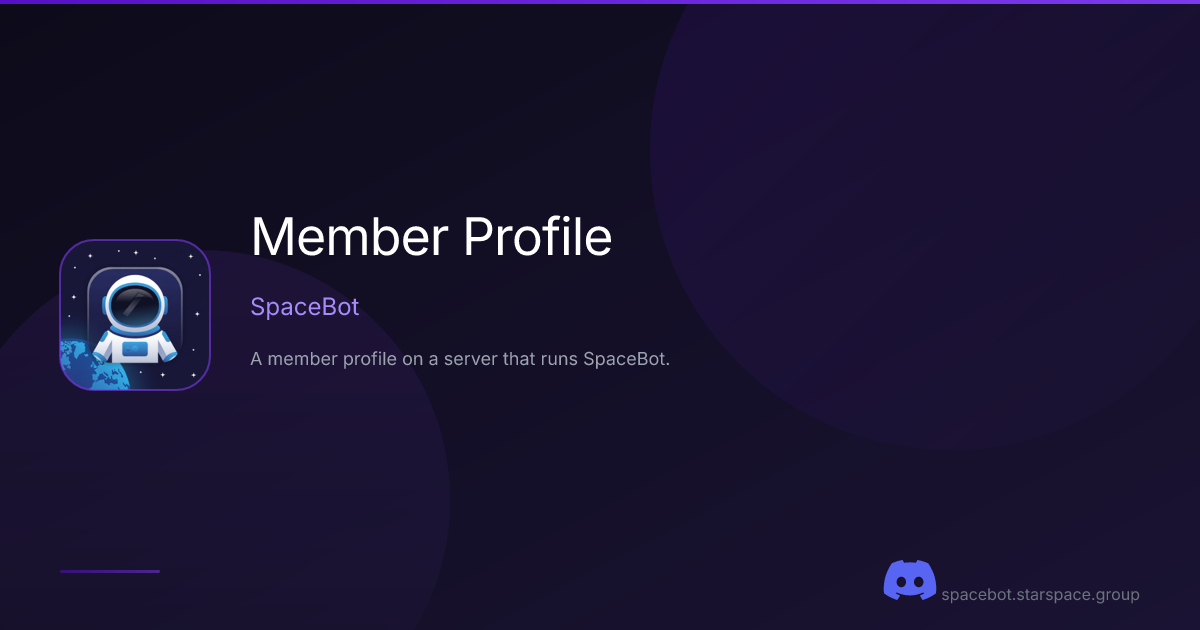 Member Profile
SpaceBot
A member profile on a server that runs SpaceBot.
spacebot.starspace.group